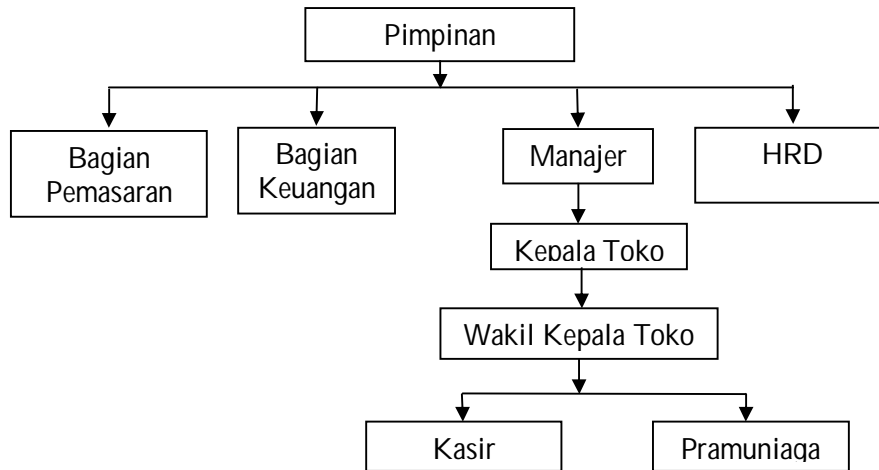 Pimpinan
Bagian
Pemasaran
Bagian
Keuangan
Manajer
HRD
Kepala Toko
Wakil Kepala Toko
Kasir
Pramuniaga